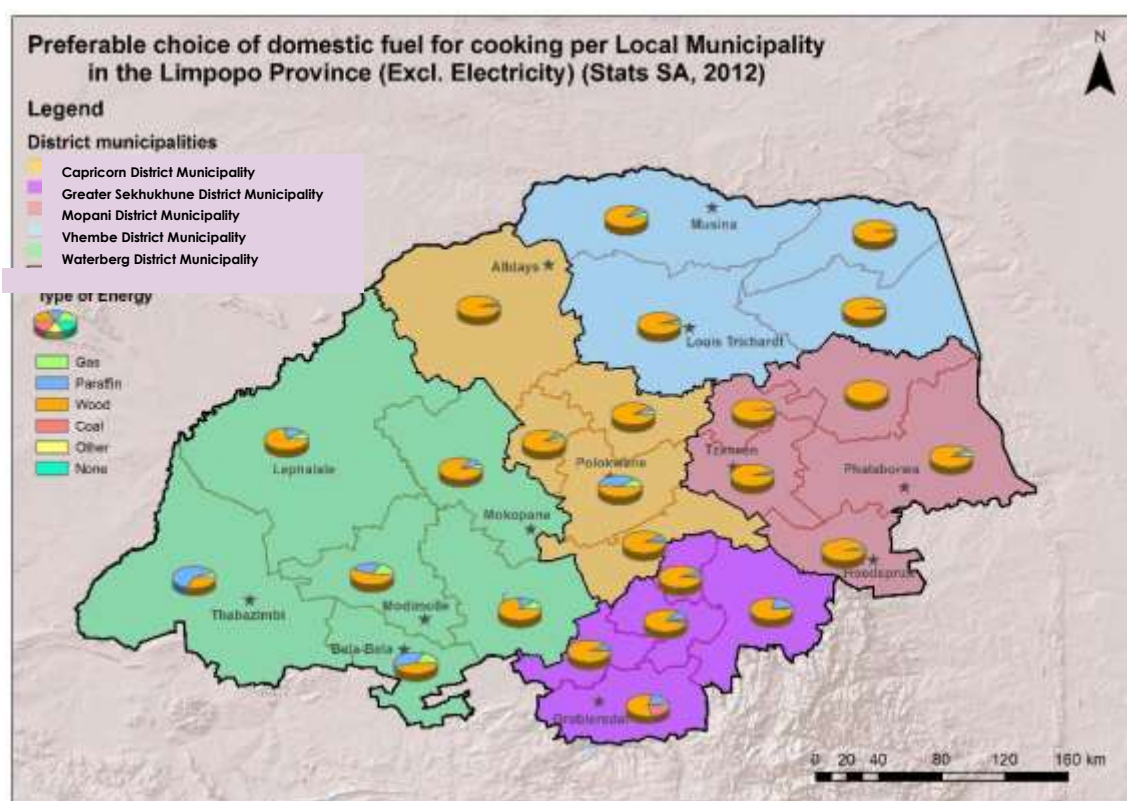 Preferable choice of domestic fuel for cooking per Local Municipality
in the Limpopo Province (Excl. Electricity) (Stats SA, 2012)
N
Legend
District municipalities
Capricorn District Municipality
Greater Sekhukhune District Municipality
Mopani District Municipality
Vhembe District Municipality
Waterberg District Municipality
Type of Energy
Gas
Paraffin
Wood
Coal
Other
None
Musina
Alldays
Louis Trichardt
Tzaneen
Polokwane
Lephalale
Phalaborwa
Mokopane
Hoedspruit
Thabazimbi
Modimolle
Bela-Bela
Groblersdal
0 20 40 80 120 160 km